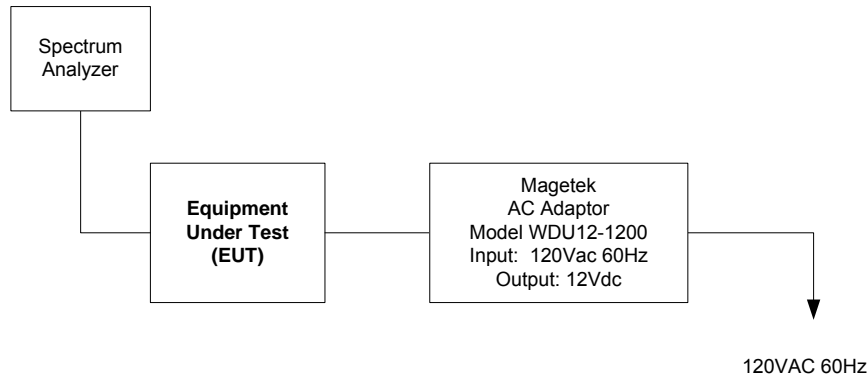 Spectrum
Analyzer
Equipment
Under Test
(EUT)
Magetek
AC Adaptor
Model WDU12-1200
Input:  120Vac 60Hz
Output: 12Vdc
120VAC 60Hz